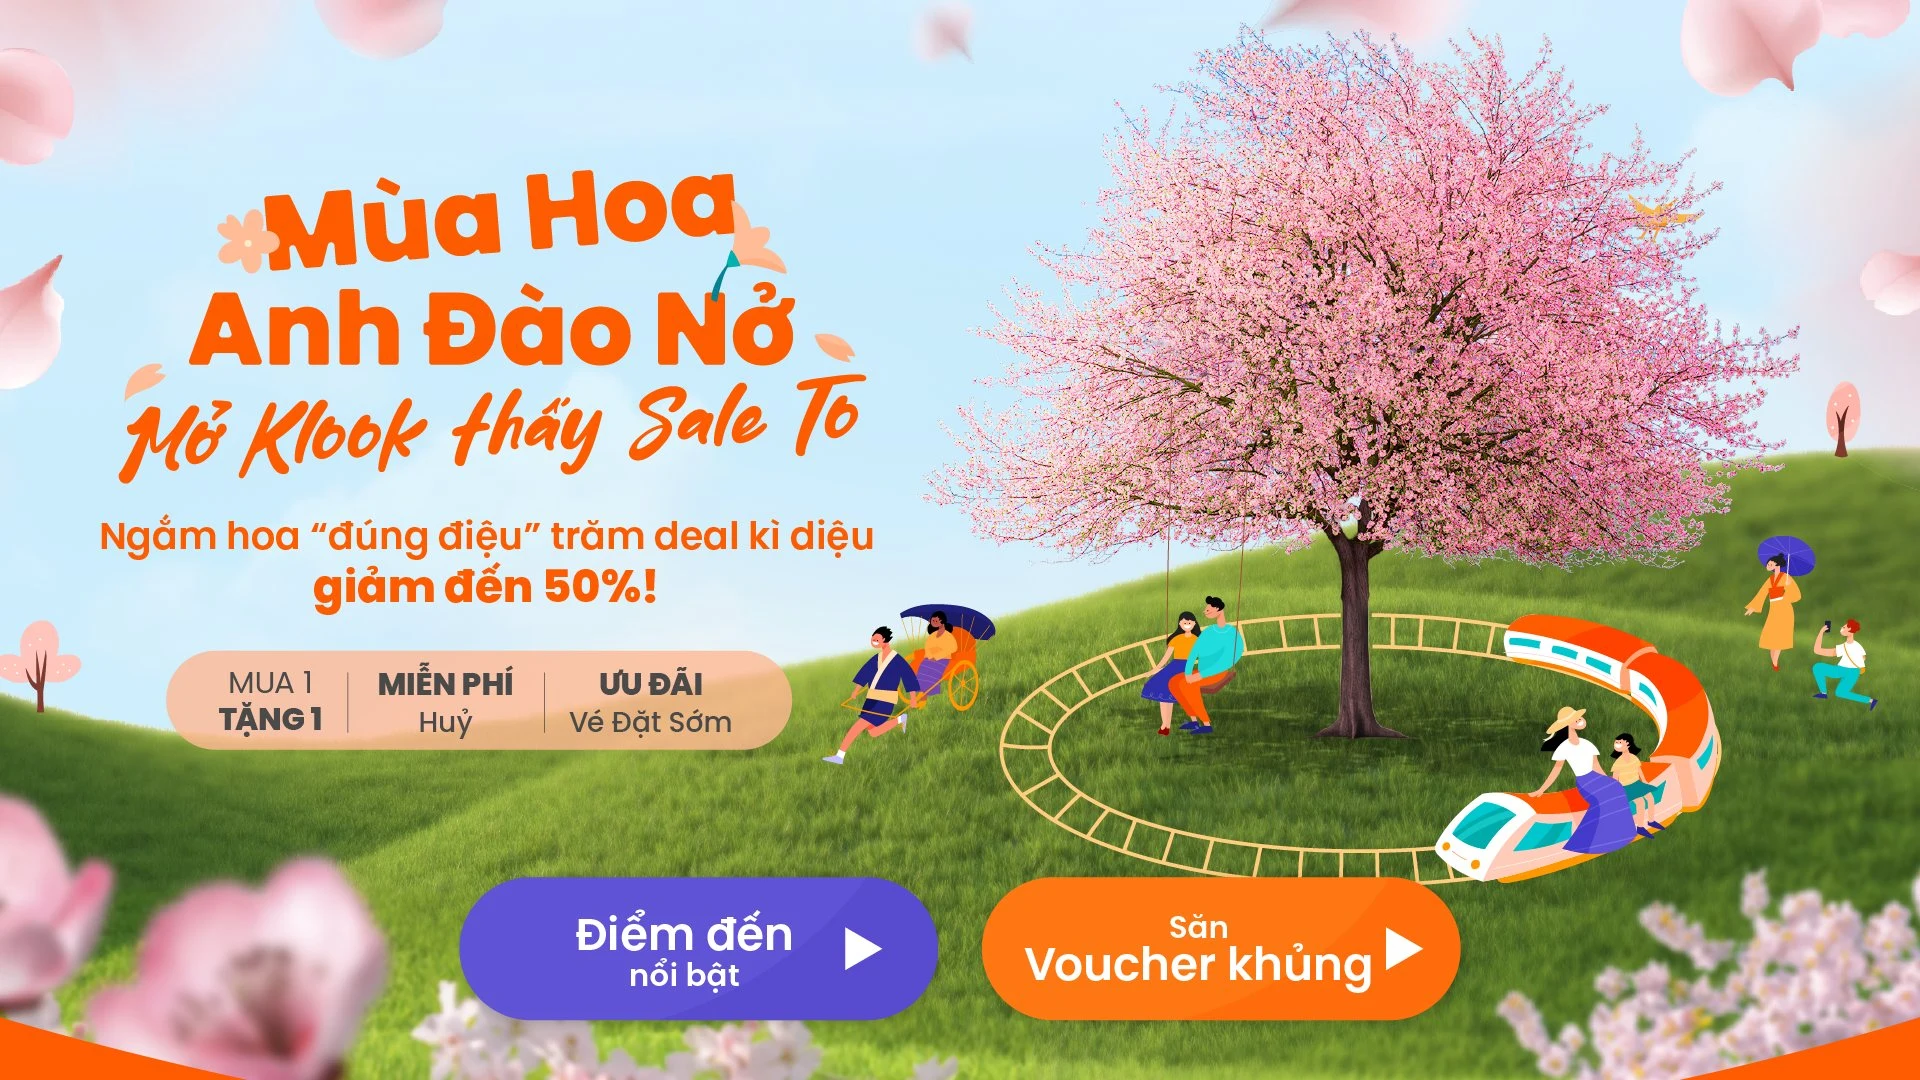 Mùa Hoa
Anh Đào Nở
Mở Klook thấy Sale To
Ngắm hoa “đúng điệu” trăm deal kì diệu
giảm đến 50%!
MUA 1
TẶNG 1
MIỄN PHÍ
Huỷ
ƯU ĐÃI
Vé Đặt Sớm
Điểm đến
nổi bật
Săn
Voucher khủng